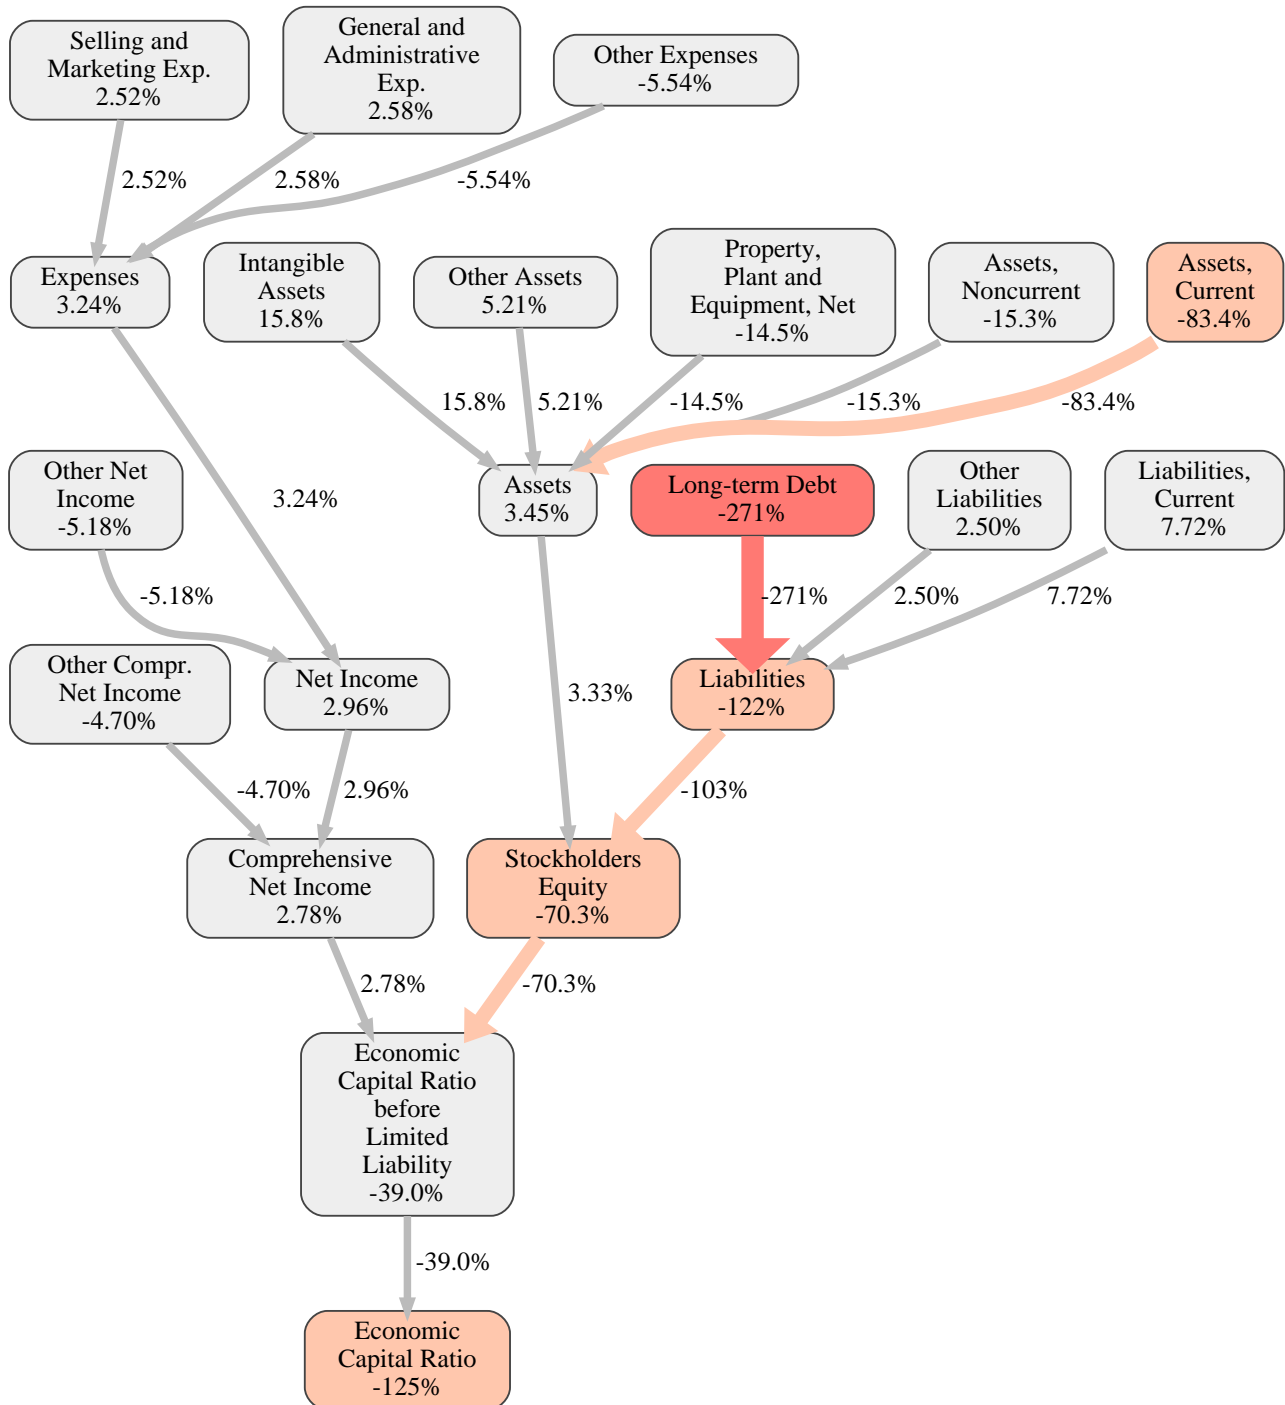 Selling and
Marketing Exp.
2.52%
General and
Administrative
Exp.
2.58%
Other Expenses
-5.54%
2.52%
2.58%
-5.54%
Expenses
3.24%
Intangible
Assets
15.8%
Other Assets
5.21%
Property,
Plant and
Equipment, Net
-14.5%
Assets,
Noncurrent
-15.3%
Assets,
Current
-83.4%
15.8%
5.21%
-14.5%
-15.3%
-83.4%
Other Net
Income
-5.18%
3.24%
Assets
3.45%
Long-term Debt
-271%
Other
Liabilities
2.50%
Liabilities,
Current
7.72%
-5.18%
-271%
2.50%
7.72%
Other Compr.
Net Income
-4.70%
Net Income
2.96%
3.33%
Liabilities
-122%
-4.70%
2.96%
-103%
Comprehensive
Net Income
2.78%
Stockholders
Equity
-70.3%
2.78%
-70.3%
Economic
Capital Ratio
before
Limited
Liability
-39.0%
-39.0%
Economic
Capital Ratio
-125%